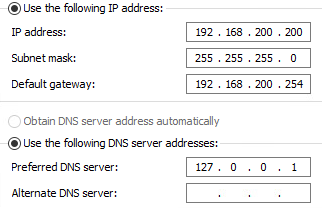 Use the following IP address:
IP address: 192 . 168 . 200 . 200
Subnet mask: 255 . 255 . 255 . 0
Default gateway: 192 . 168 . 200 . 254
Obtain DNS server address automatically
Use the following DNS server addresses:
Preferred DNS server: 127 . 0 . 0 . 1
Alternate DNS server: . . .